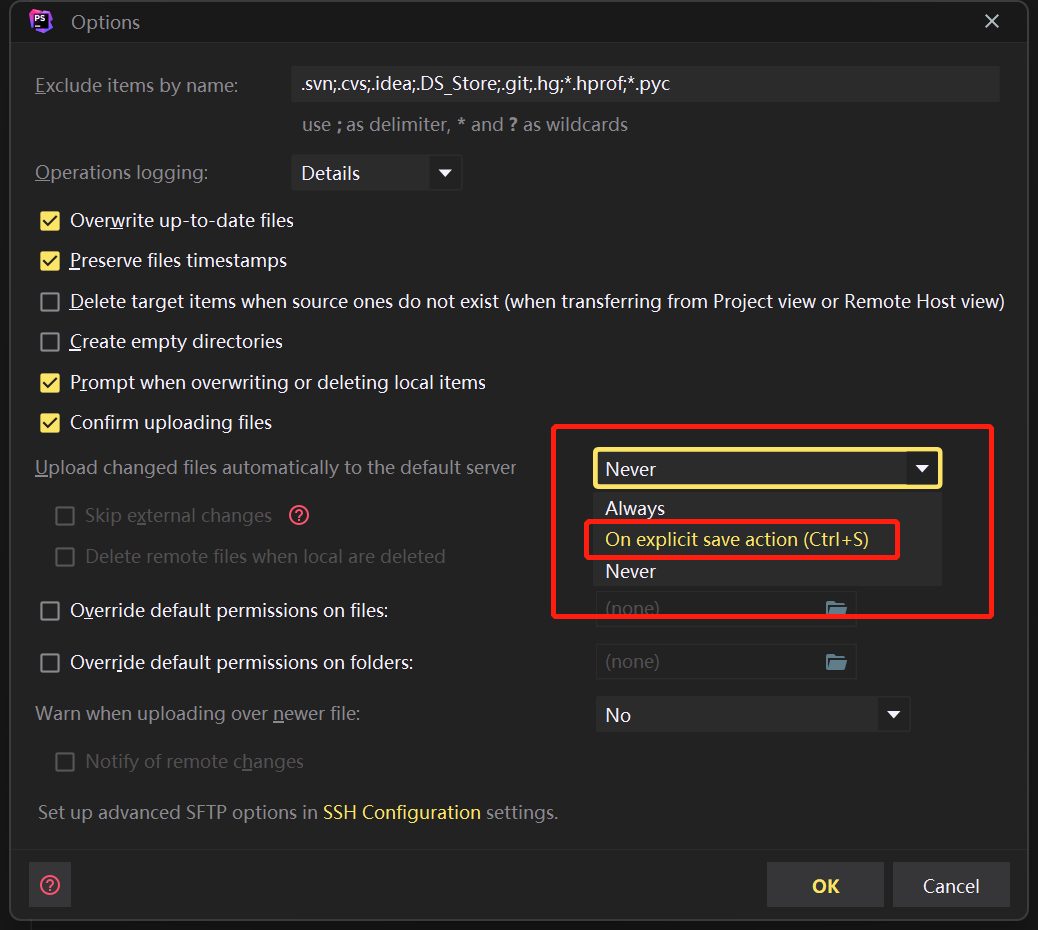 PS Options
Exclude items by name: .svn;.cvs;.idea;.DS_Store;.git;.hg;*.hprof;*.pyc
use ; as delimiter, * and ? as wildcards
Operations logging: Details
Overwrite up-to-date files
Preserve files timestamps
Delete target items when source ones do not exist (when transferring from Project view or Remote Host view)
Create empty directories
Prompt when overwriting or deleting local items
Confirm uploading files
Upload changed files automatically to the default server Never
Always
Skip external changes ?
On explicit save action (Ctrl+S)
Delete remote files when local are deleted
Never
Override default permissions on files: (none)
Override default permissions on folders: (none)
Warn when uploading over newer file: No
Notify of remote changes
Set up advanced SFTP options in SSH Configuration settings.
? OK Cancel